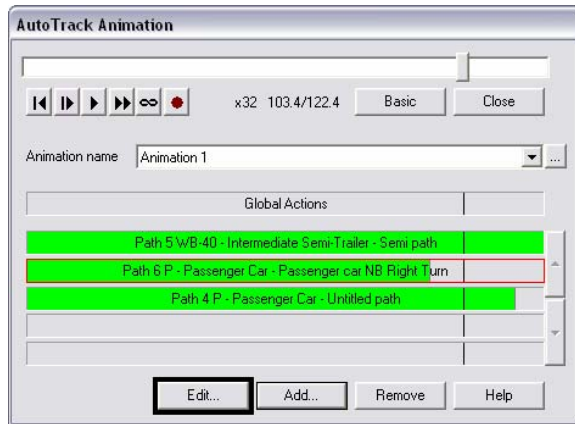 AutoTrack Animation
x32 103.4/122.4 Basic Close
Animation name Animation 1 ...
Global Actions
Path 5 WB-40 - Intermediate Semi-Trailer - Semi path
Path 6 P - Passenger Car - Passenger car NB Right Turn
Path 4 P - Passenger Car - Untitled path
Edit... Add... Remove Help